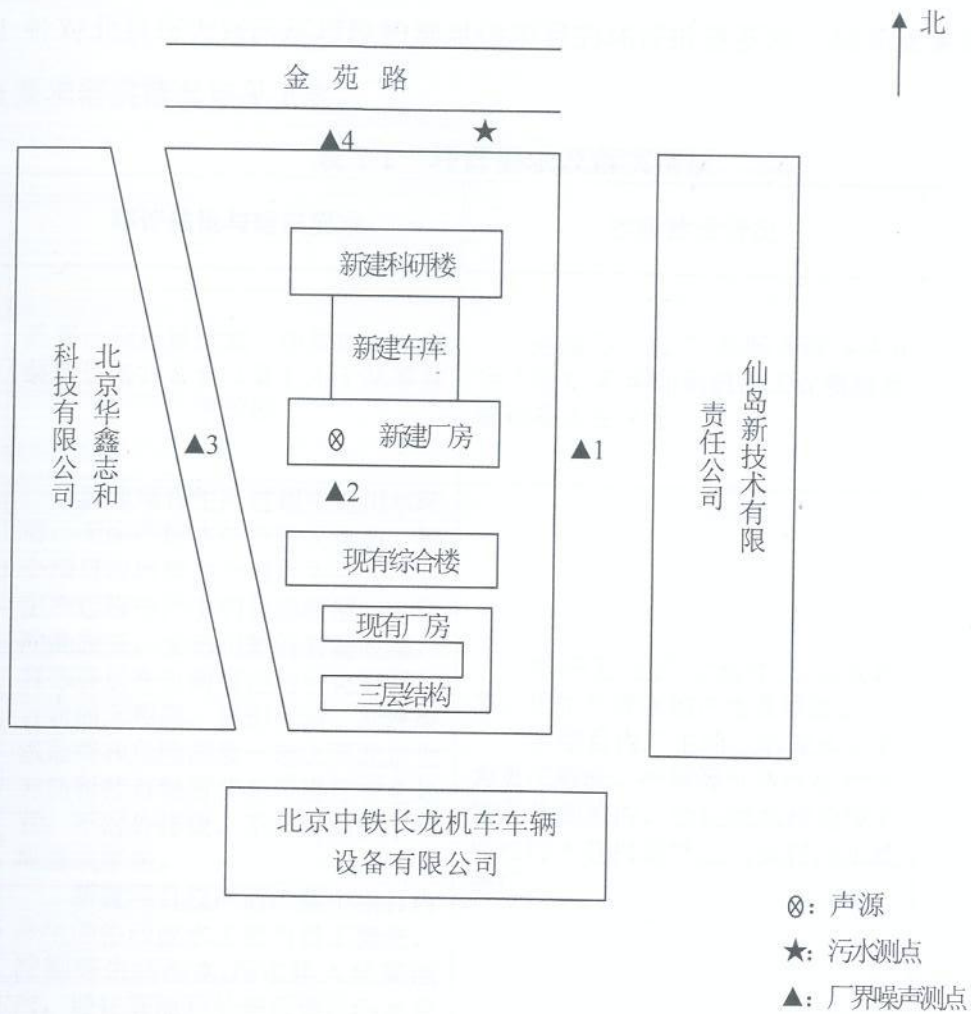 北
金苑路
▲4 ★
新建科研楼
新建车库
新建厂房
▲3
▲1
▲2
北京华鑫志和
科技有限公司
仙岛新技术有限
责任公司
现有综合楼
现有厂房
三层结构
北京中铁长龙机车车辆
设备有限公司
⊗：声源
★：污水测点
▲：厂界噪声测点